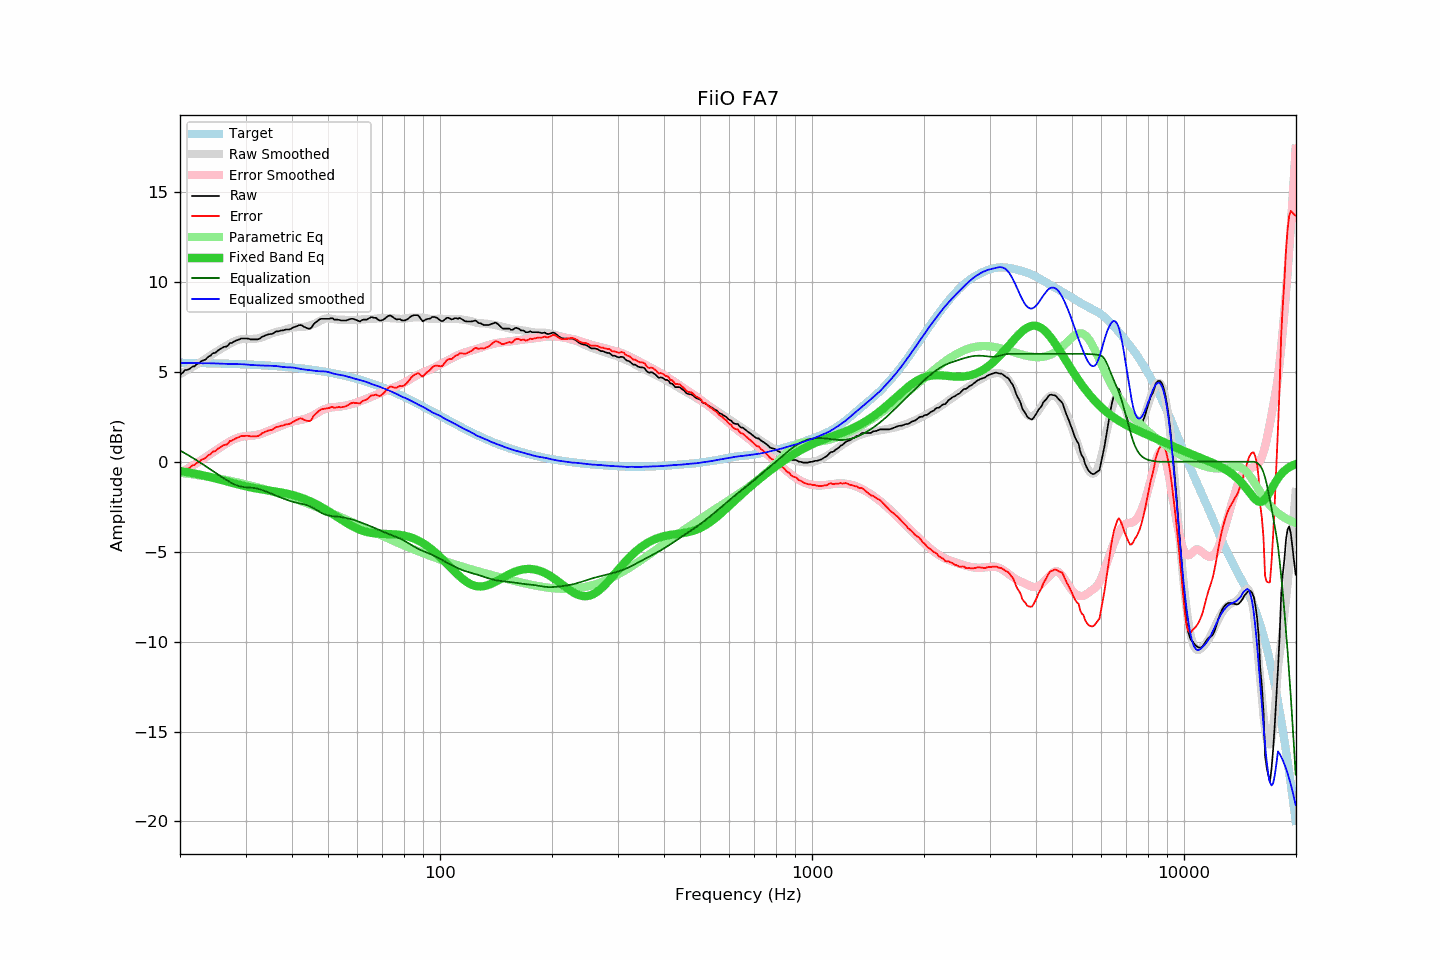 FiiO FA7
Target
Raw Smoothed
Error Smoothed
Raw
Error
Parametric Eq
Fixed Band Eq
Equalization
Equalized smoothed
15
10
5
0
−5
−10
−15
−20
Amplitude (dBr)
100
1000
10000
Frequency (Hz)